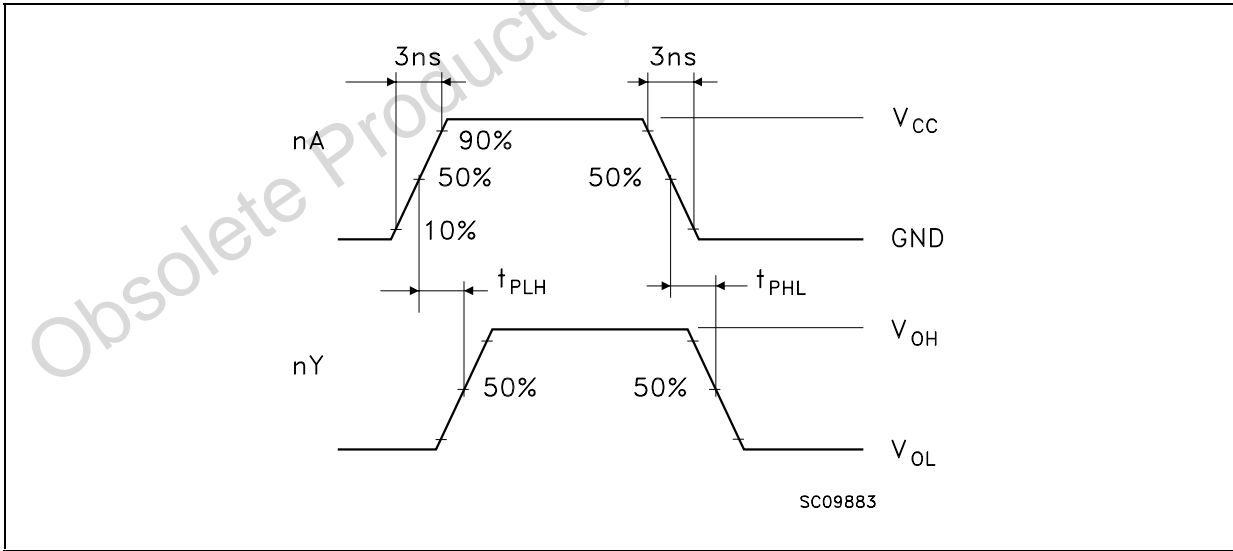 Obsolete Product(s)
3ns 3ns
nA
90%
50% 50%
10%
V_CC
GND
t_PLH t_PHL
nY
50% 50%
V_OH
V_OL
SC09883